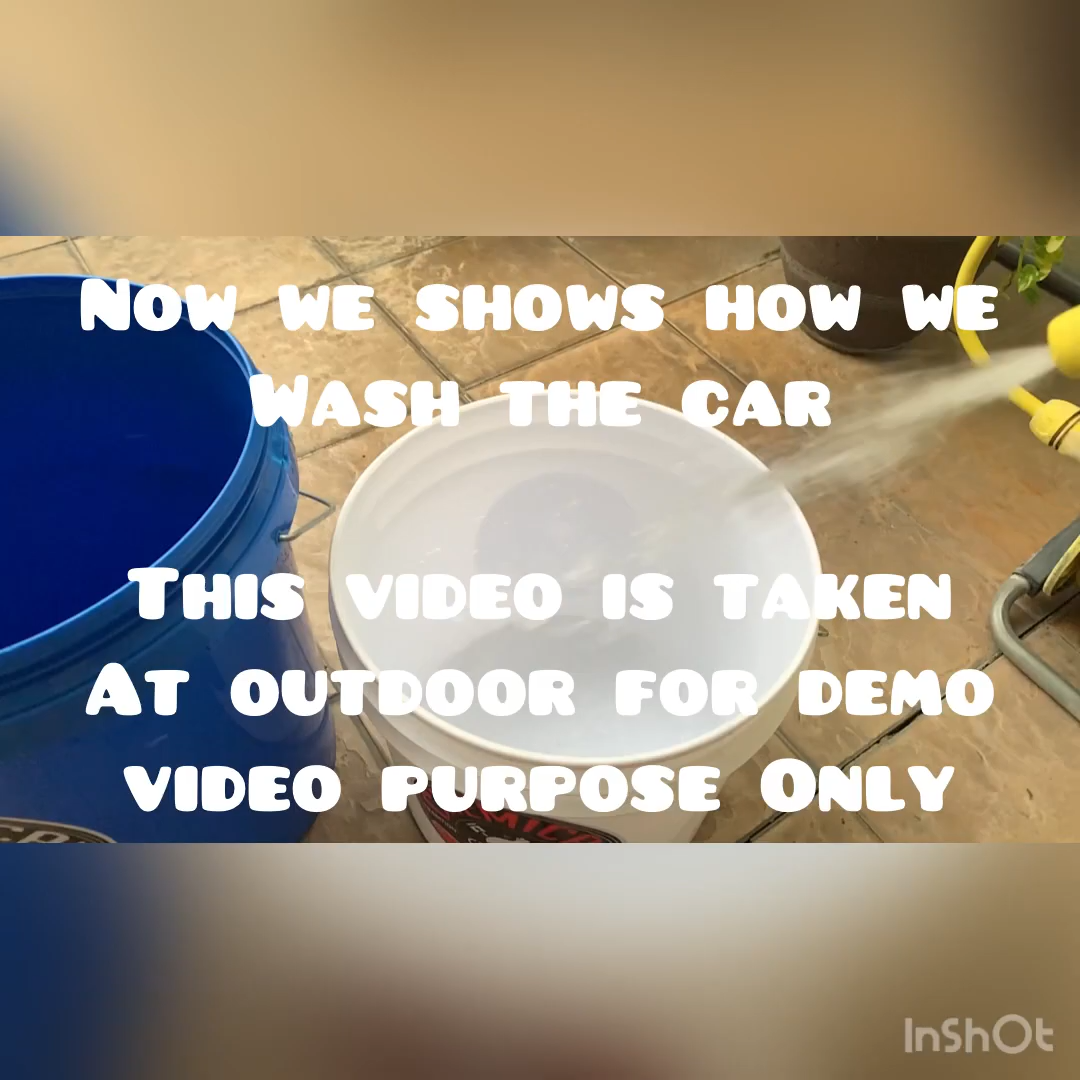 Now we shows how we
Wash the car
This video is taken
At outdoor for demo
video purpose Only
InShOt